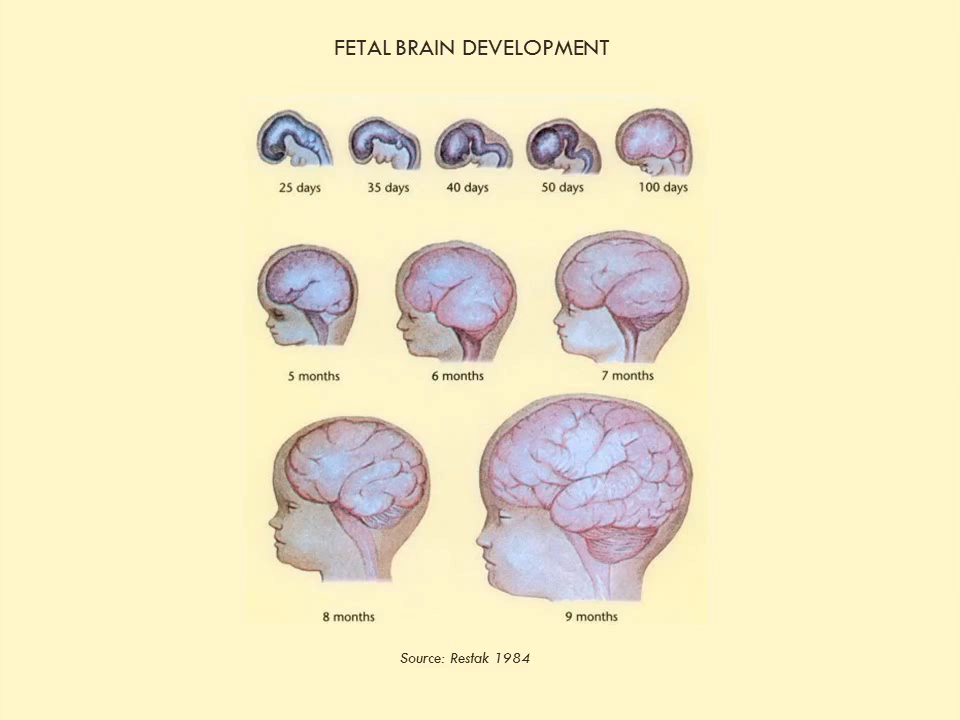 FETAL BRAIN DEVELOPMENT
25 days 35 days 40 days 50 days 100 days
5 months 6 months 7 months
8 months 9 months
Source: Restak 1984